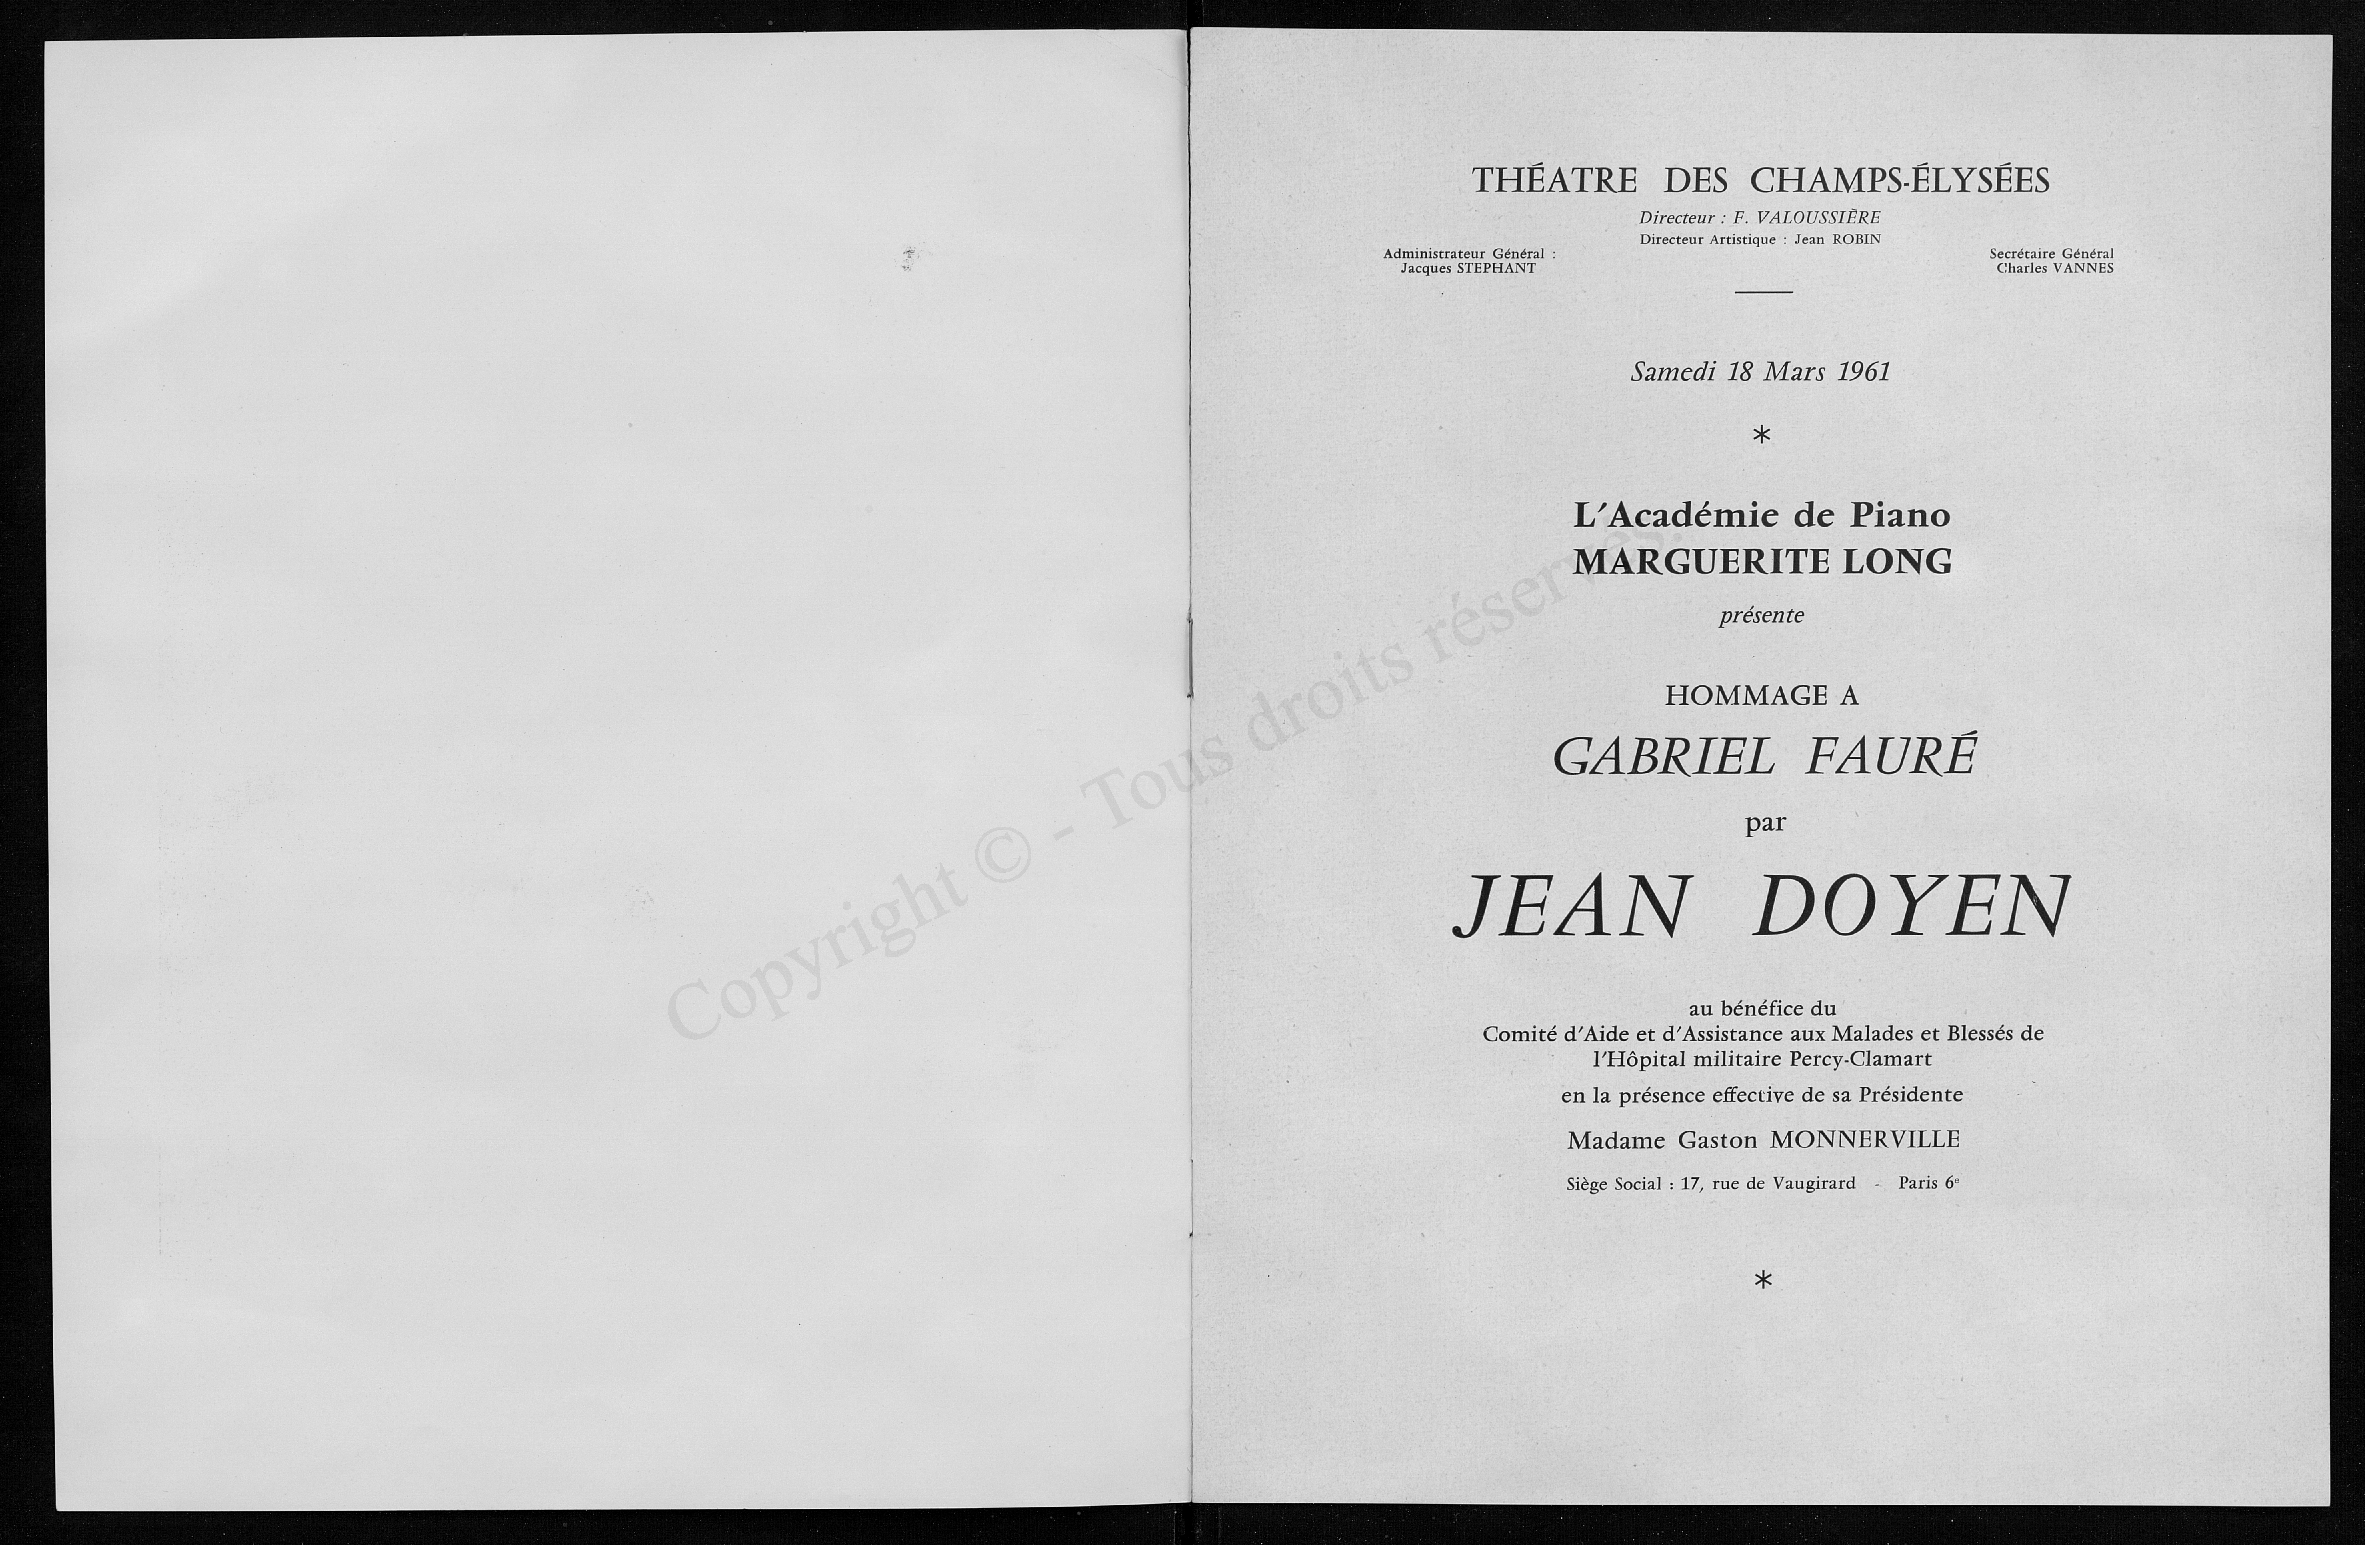 THÉATRE DES CHAMPS-ÉLYSÉES
Directeur : F. VALOUSSIÈRE
Directeur Artistique : Jean ROBIN
Administrateur Général :
Jacques STEPHANT
Secrétaire Général
Charles VANNES
Samedi 18 Mars 1961
*
L'Académie de Piano
MARGUERITE LONG
présente
HOMMAGE A
GABRIEL FAURÉ
par
JEAN DOYEN
au bénéfice du
Comité d'Aide et d'Assistance aux Malades et Blessés de
l'Hôpital militaire Percy-Clamart
en la présence effective de sa Présidente
Madame Gaston MONNERVILLE
Siège Social : 17, rue de Vaugirard - Paris 6e
*
Copyright © - Tous droits réservés.